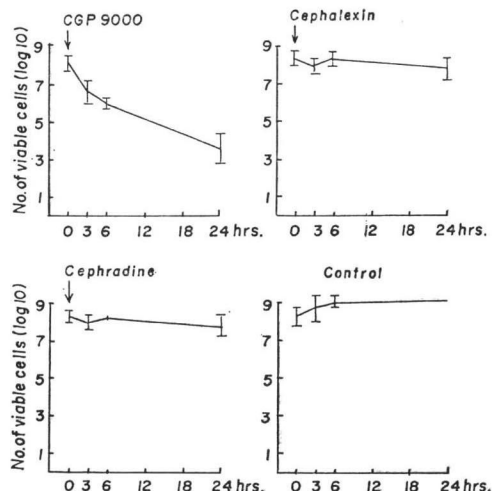 CGP 9000
No. of viable cells (log 10)
9
7
5
3
1
0 3 6 12 18 24 hrs.
Cephalexin
9
7
5
3
1
0 3 6 12 18 24 hrs.
Cephradine
No. of viable cells (log 10)
9
7
5
3
1
0 3 6 12 18 24 hrs.
Control
9
7
5
3
1
0 3 6 12 18 24 hrs.